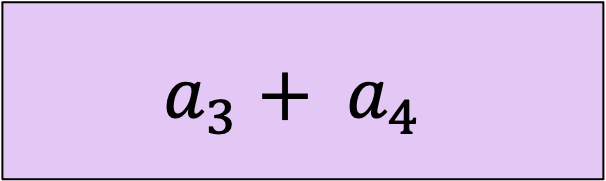 a₃ + a₄